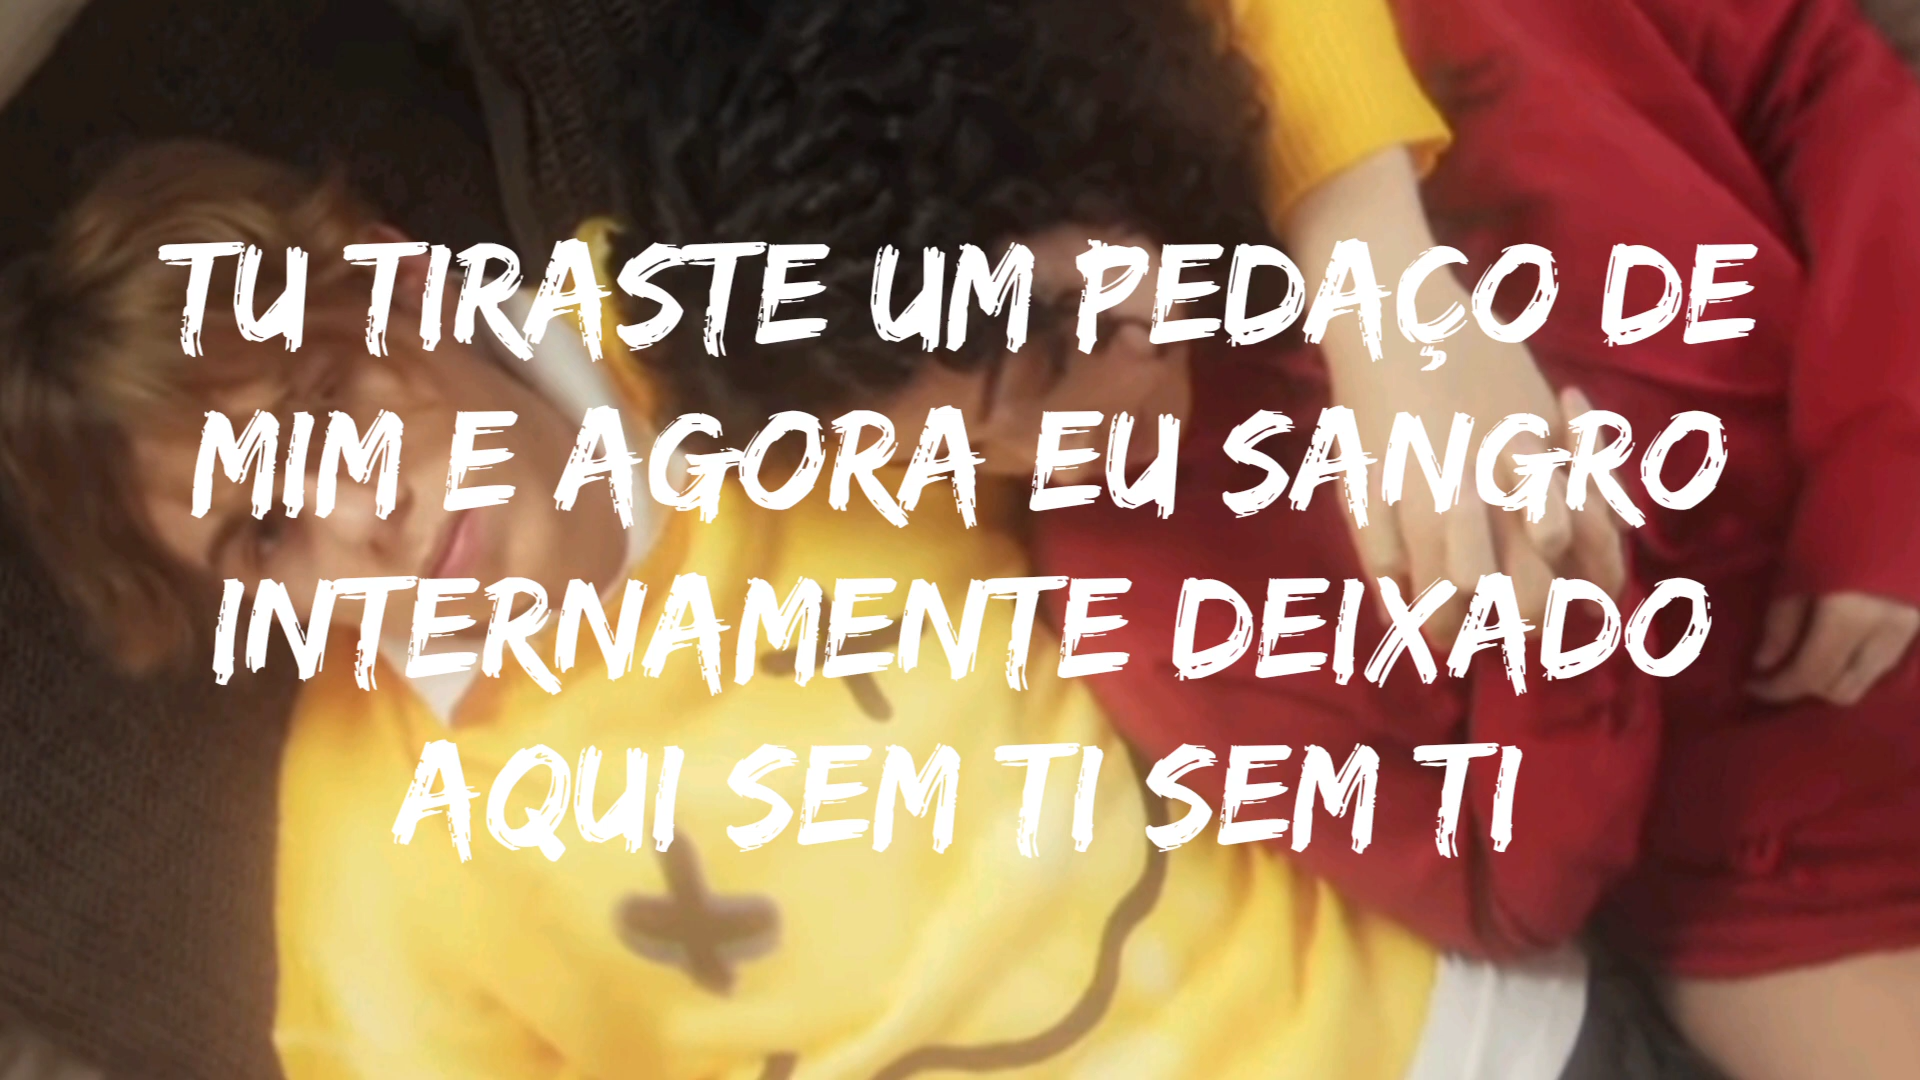 TU TIRASTE UM PEDAÇO DE
MIM E AGORA EU SANGRO
INTERNAMENTE DEIXADO
AQUI SEM TI SEM TI